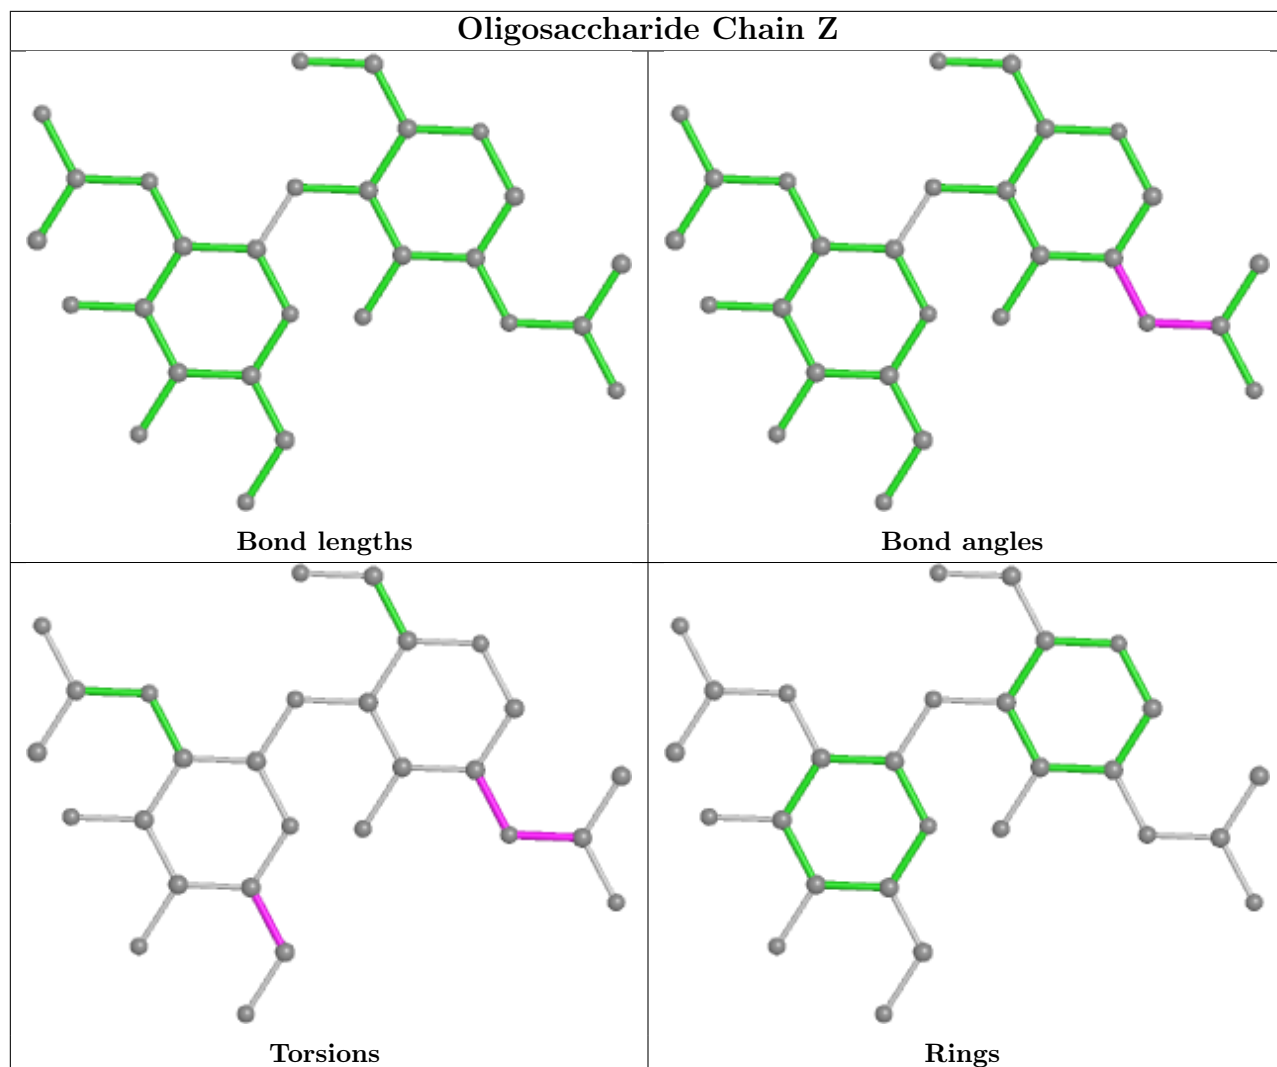 Oligosaccharide Chain Z
Bond lengths
Bond angles
Torsions
Rings